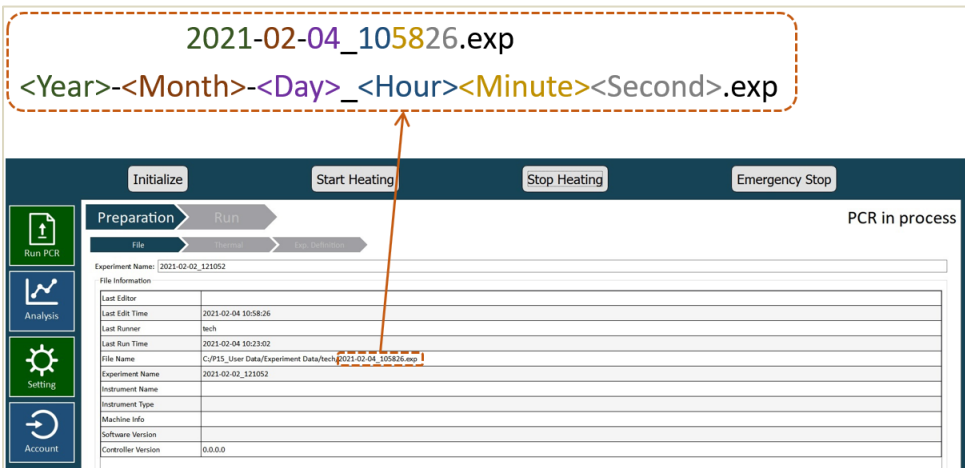 2021-02-04_105826.exp
<Year>-<Month>-<Day>_<Hour><Minute><Second>.exp
Initialize Start Heating Stop Heating Emergency Stop
Run PCR
Analysis
Setting
Account
Preparation Run PCR in process
File Thermal Exp. Definition
Experiment Name: 2021-02-02_121052
File Information
Last Editor
Last Edit Time 2021-02-04 10:58:26
Last Runner tech
Last Run Time 2021-02-04 10:23:02
File Name C:/P15_User Data/Experiment Data/tech/2021-02-04_105826.exp
Experiment Name 2021-02-02_121052
Instrument Name
Instrument Type
Machine Info
Software Version
Controller Version 0.0.0.0